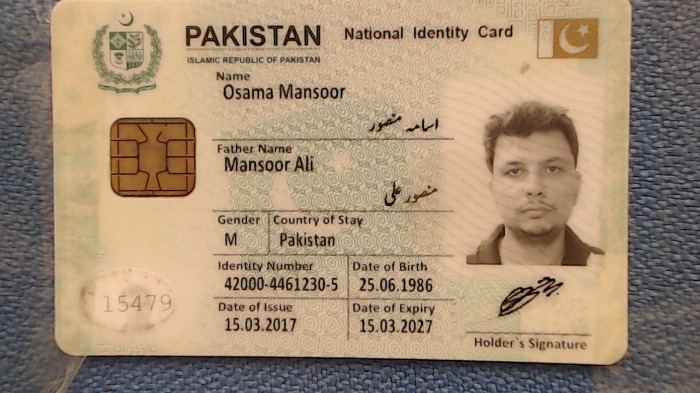 PAKISTAN National Identity Card
ISLAMIC REPUBLIC OF PAKISTAN
Name
Osama Mansoor
اسامہ منصور
Father Name
Mansoor Ali
منصور علی
Gender Country of Stay
M Pakistan
Identity Number Date of Birth
42000-4461230-5 25.06.1986
Date of Issue Date of Expiry
15.03.2017 15.03.2027
15479
Holder`s Signature